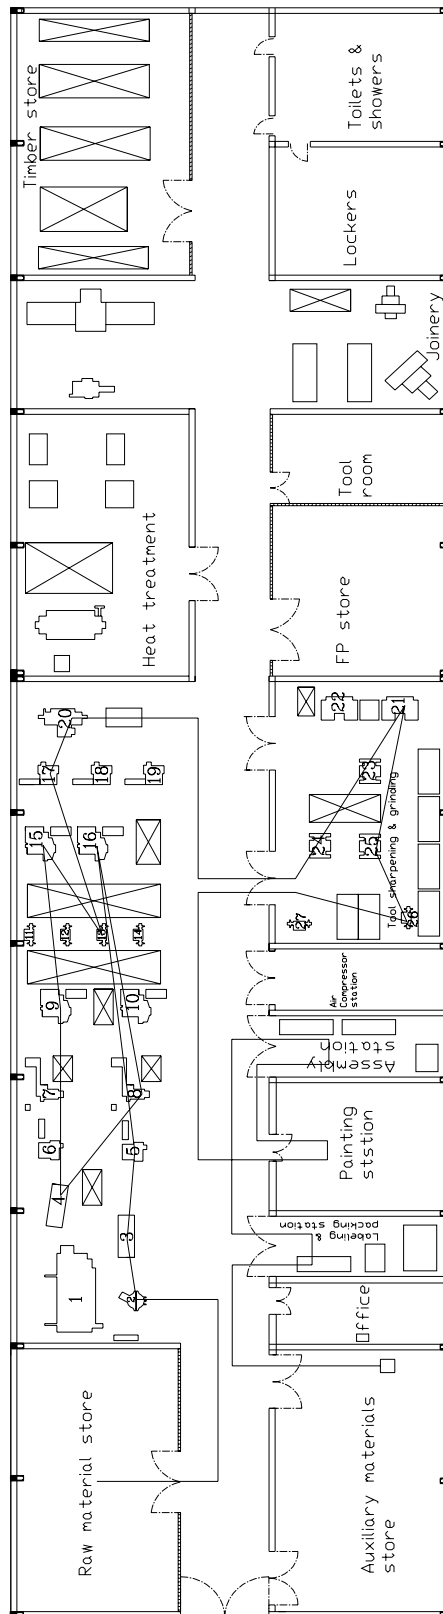 Timber store
Toilets &
showers
Lockers
Joinery
Heat treatment
Tool
room
FP store
20
22
21
17
18
19
23
15
16
24
25
Tool sharpening & grinding
11
12
13
14
26
27
9
10
Air
Compressor
station
7
8
Assembly
station
6
5
Painting
ststion
4
3
Labeling &
packing station
1
2
Office
Raw material store
Auxiliary materials
store